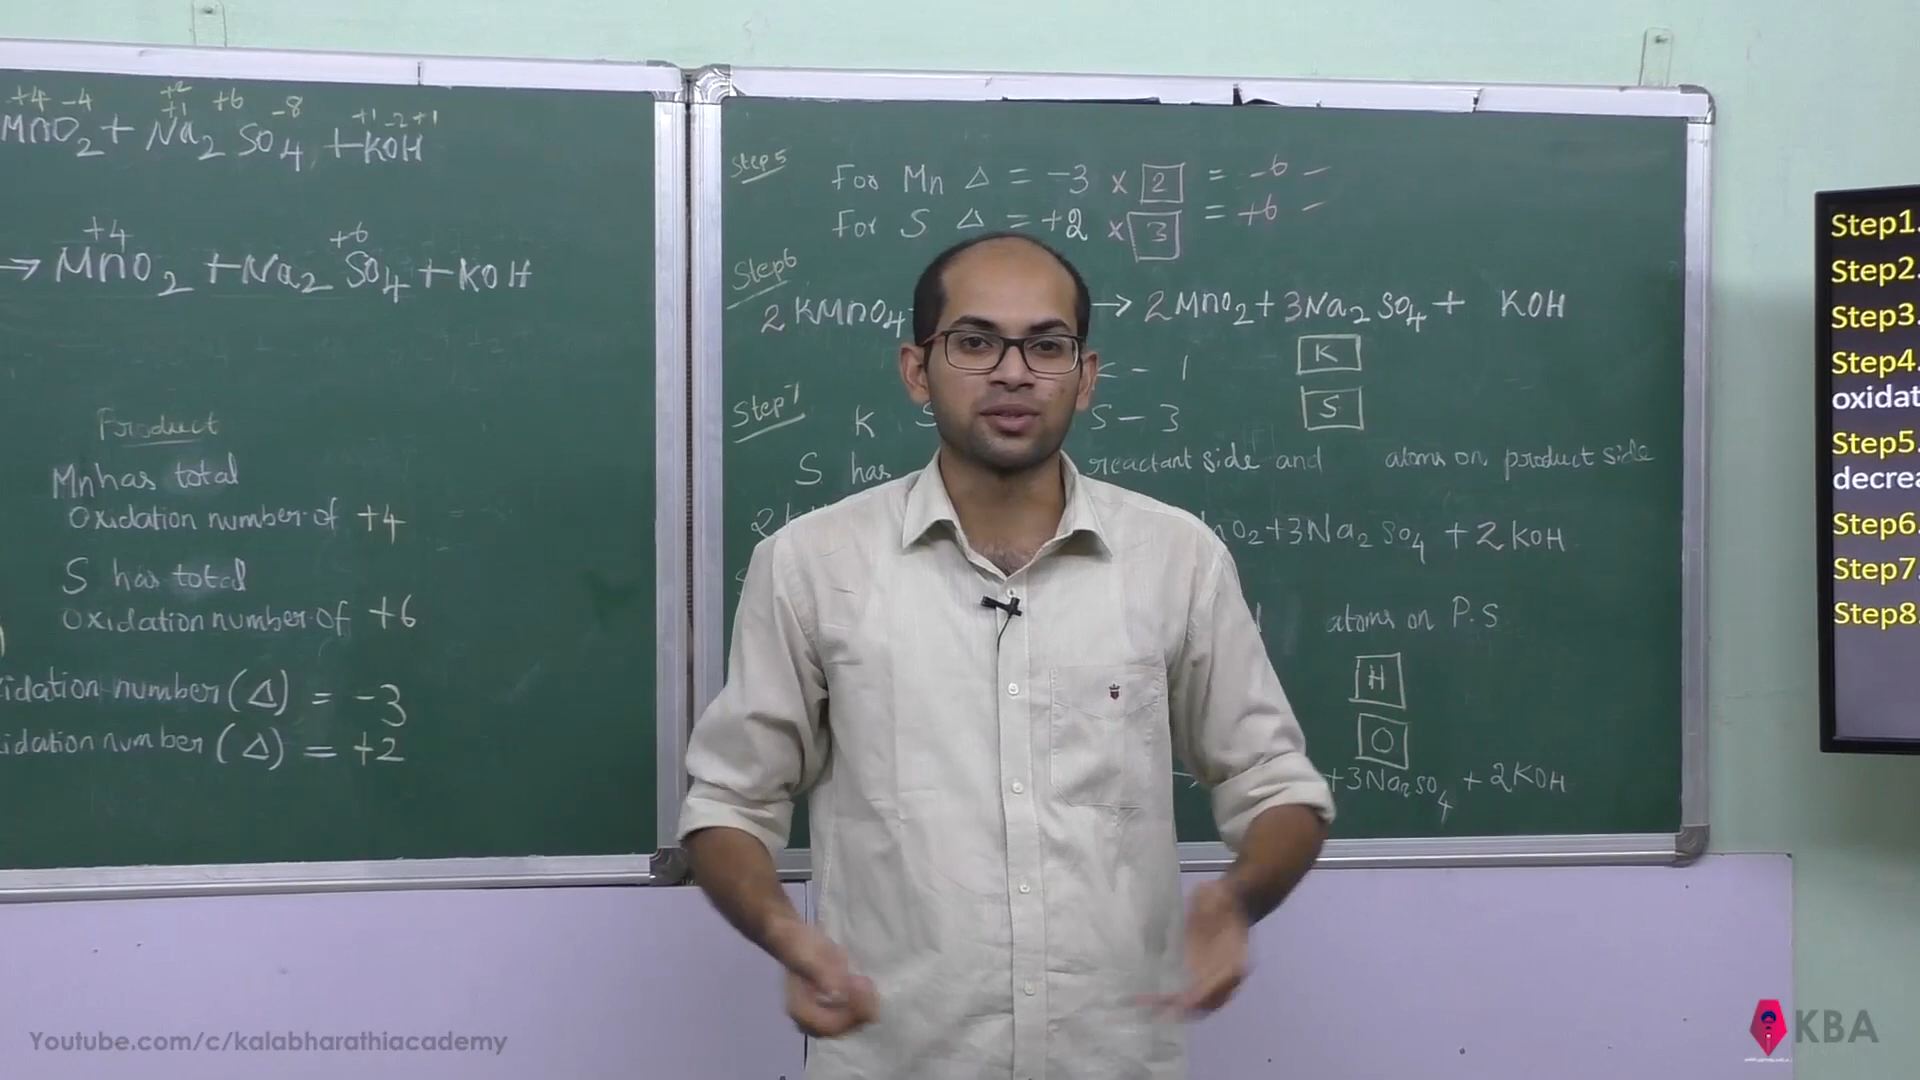 +4 -4 +2 +1 +6 -8 +1 -2 +1
MnO2 + Na2 SO4 + KOH
+4 +6
→ MnO2 + Na2 SO4 + KOH
Product
Mn has total
Oxidation number of +4
S has total
Oxidation number of +6
idation number (Δ) = -3
idation number (Δ) = +2
Step 5
For Mn Δ = -3 × 2 = -6
For S Δ = +2 × 3 = +6
Step 6
2 KMnO4 → 2MnO2 + 3Na2 SO4 + KOH
K
Step 7
K - 1
S
K S S - 3
S has reactant side and atoms on product side
2K nO2 + 3Na2 SO4 + 2KOH
atoms on P.S
H
O
→ + 3Na2SO4 + 2KOH
Step1.
Step2.
Step3.
Step4.
oxidat
Step5.
decrea
Step6.
Step7.
Step8.
Youtube.com/c/kalabharathiacademy
KBA